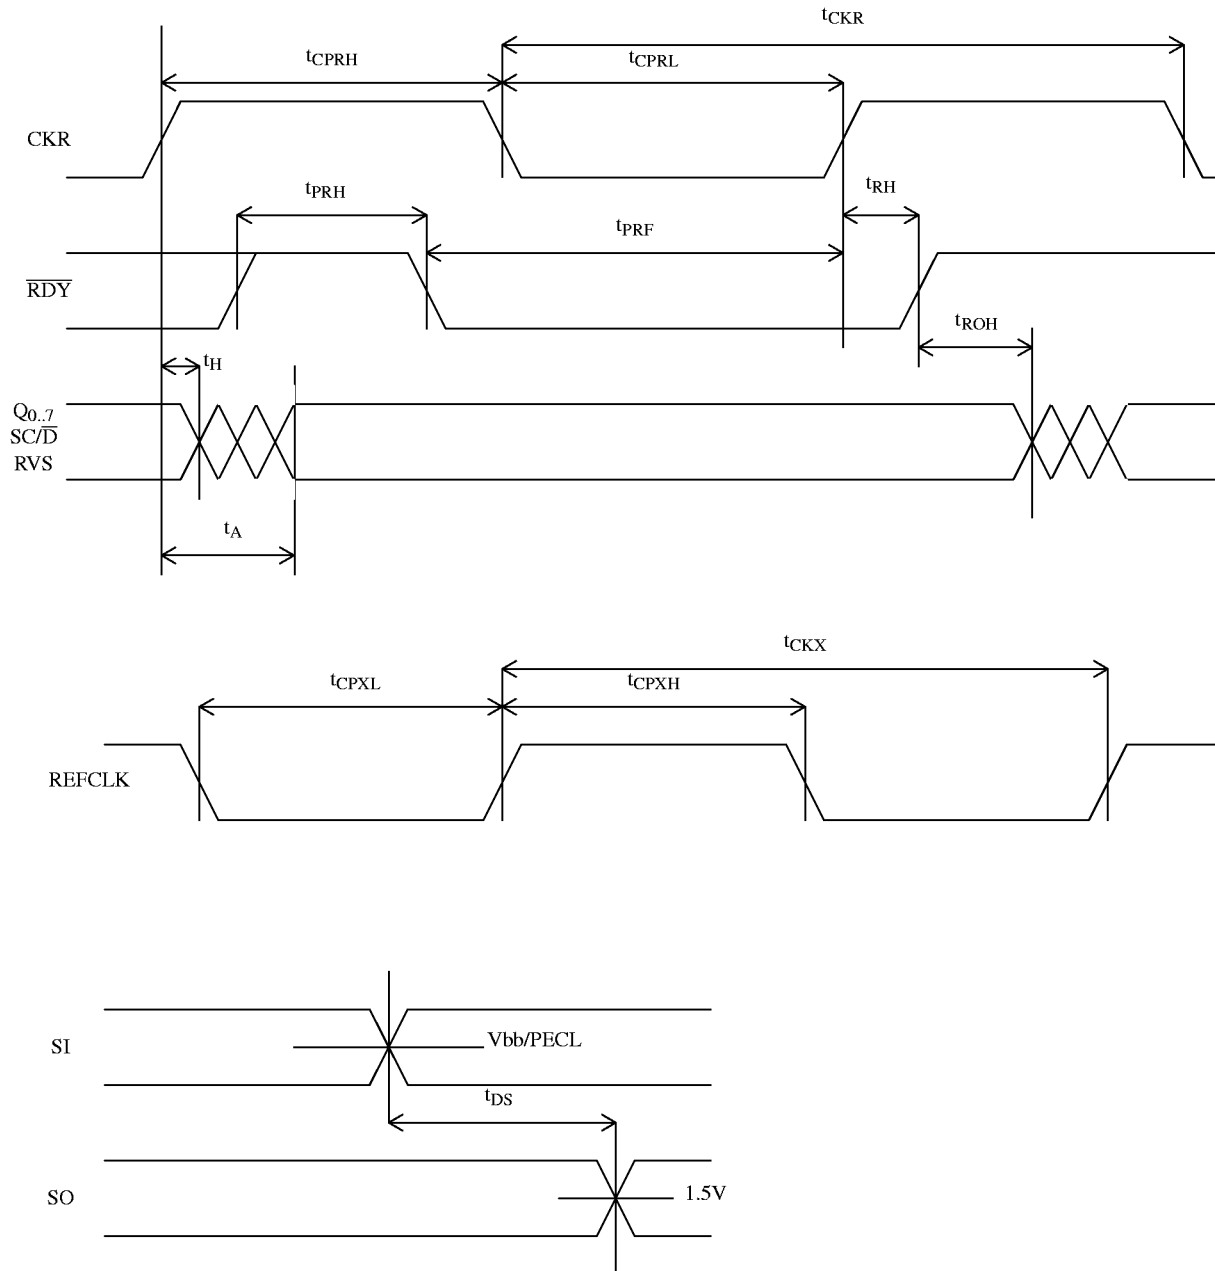 tCKR
tCPRH
tCPRL
CKR
tPRH
tRH
tPRF
RDY
tROH
tH
Q0..7
SC/D
RVS
tA
tCKX
tCPXL
tCPXH
REFCLK
SI
Vbb/PECL
tDS
SO
1.5V